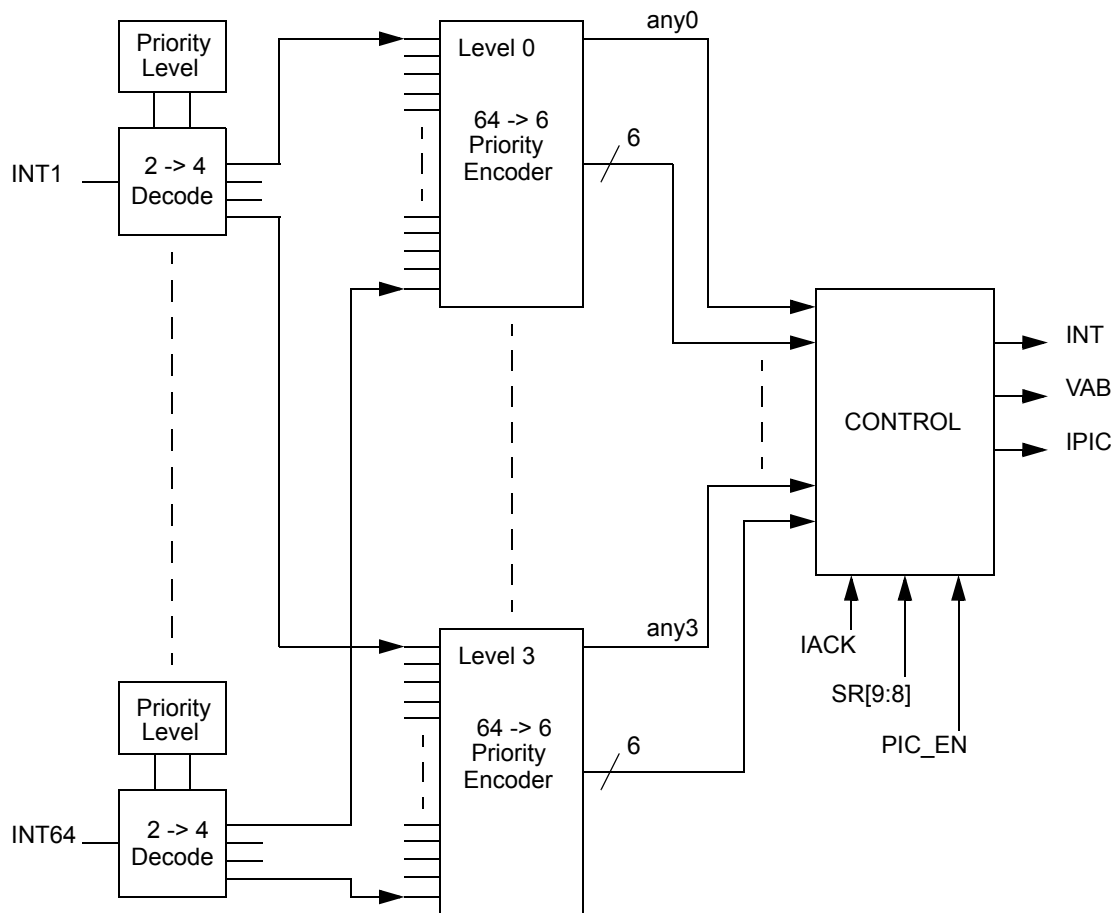 any0
Priority
Level
Level 0
64 -> 6
Priority
Encoder
6
INT1
2 -> 4
Decode
INT
VAB
CONTROL
IPIC
any3
Level 3
IACK
SR[9:8]
PIC_EN
Priority
Level
64 -> 6
Priority
Encoder
6
INT64
2 -> 4
Decode